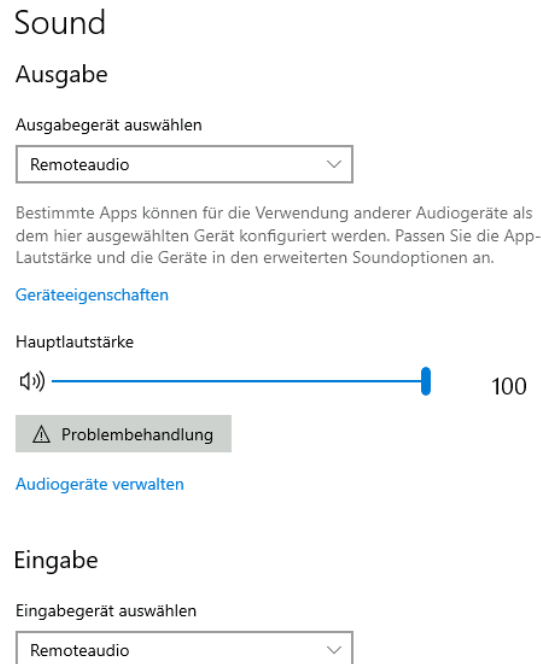 Sound
Ausgabe
Ausgabegerät auswählen
Remoteaudio
Bestimmte Apps können für die Verwendung anderer Audiogeräte als
dem hier ausgewählten Gerät konfiguriert werden. Passen Sie die App-
Lautstärke und die Geräte in den erweiterten Soundoptionen an.
Geräteeigenschaften
Hauptlautstärke
100
Problembehandlung
Audiogeräte verwalten
Eingabe
Eingabegerät auswählen
Remoteaudio